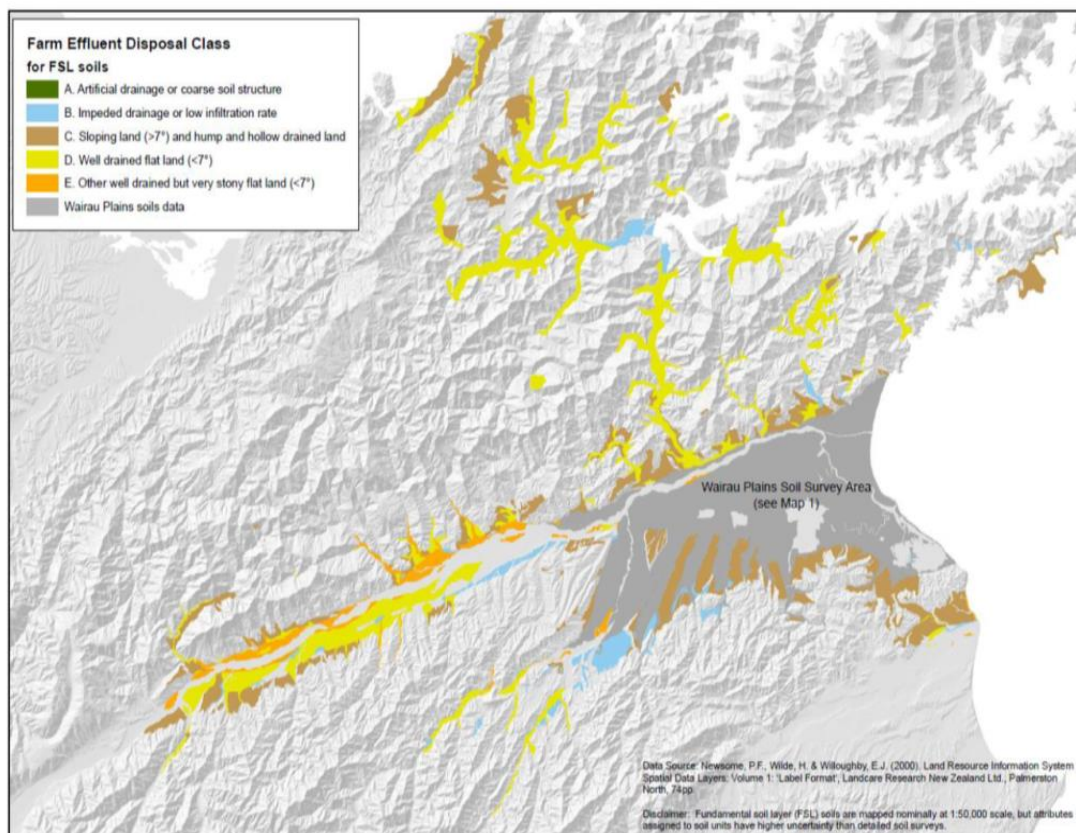 Farm Effluent Disposal Class
for FSL soils
A. Artificial drainage or coarse soil structure
B. Impeded drainage or low infiltration rate
C. Sloping land (>7°) and hump and hollow drained land
D. Well drained flat land (<7°)
E. Other well drained but very stony flat land (<7°)
Wairau Plains soils data
Wairau Plains Soil Survey Area
(see Map 1)
Data Source: Newsome, P.F., Wilde, H. & Willoughby, E.J. (2000). Land Resource Information System
Spatial Data Layers: Volume 1: 'Label Format', Landcare Research New Zealand Ltd., Palmerston
North, 74pp.
Disclaimer: Fundamental soil layer (FSL) soils are mapped nominally at 1:50,000 scale, but attributes
assigned to soil units have higher uncertainty than detailed soil surveys.